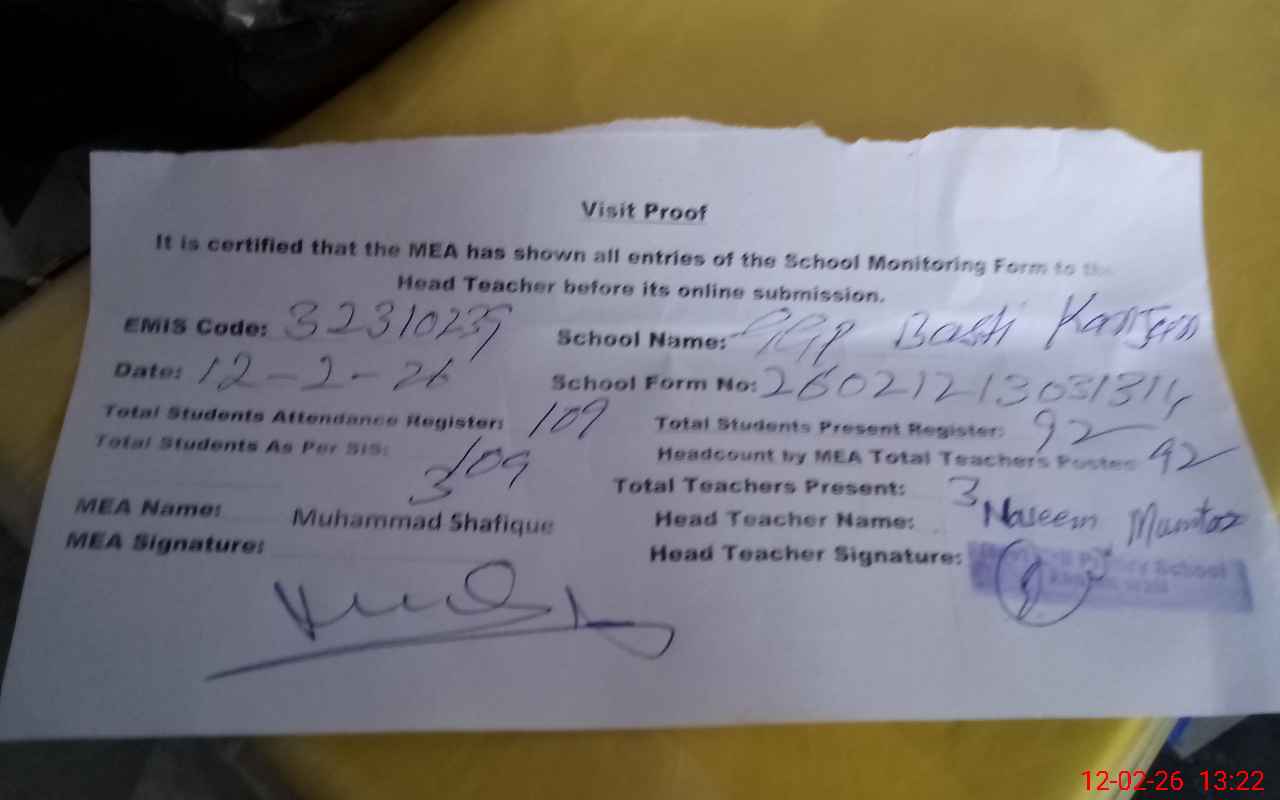 Visit Proof
It is certified that the MEA has shown all entries of the School Monitoring Form to the
Head Teacher before its online submission.
EMIS Code: 32310239 School Name: GGP Basti
Date: 12-2-26 School Form No:
Total Students Attendance Register: 109 Total Students Present Register: 92
Total Students As Per SIS: 109 Headcount by MEA Total Teachers Posted 92
3 Total Teachers Present: 3
MEA Name: Muhammad Shafique Head Teacher Name: Naseem Mumtaz
MEA Signature: Head Teacher Signature:
School
12-02-26 13:22